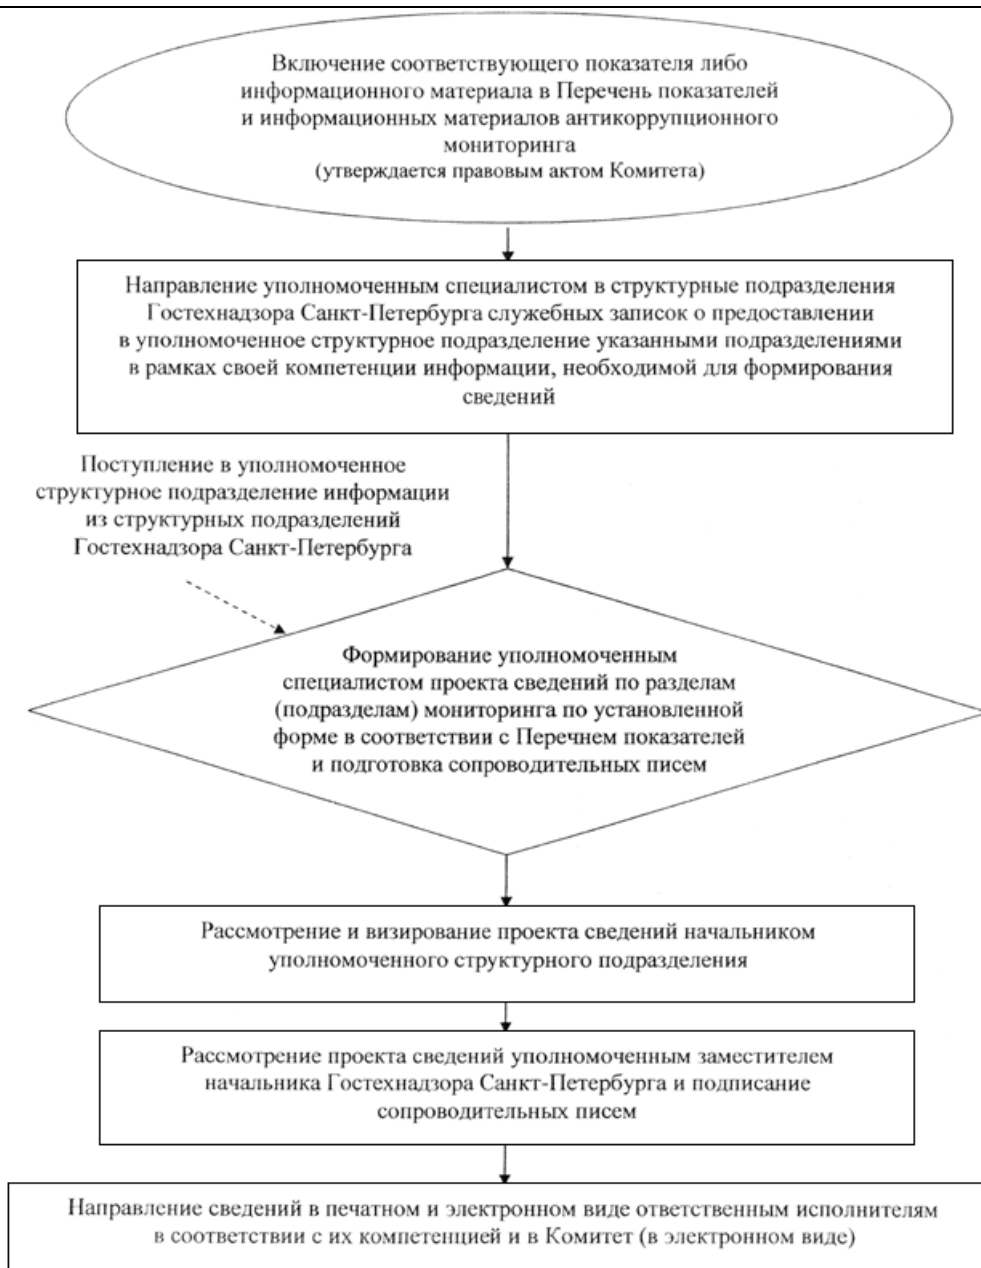 Включение соответствующего показателя либо
информационного материала в Перечень показателей
и информационных материалов антикоррупционного
мониторинга
(утверждается правовым актом Комитета)
Направление уполномоченным специалистом в структурные подразделения
Гостехнадзора Санкт-Петербурга служебных записок о предоставлении
в уполномоченное структурное подразделение указанными подразделениями
в рамках своей компетенции информации, необходимой для формирования
сведений
Поступление в уполномоченное
структурное подразделение информации
из структурных подразделений
Гостехнадзора Санкт-Петербурга
Формирование уполномоченным
специалистом проекта сведений по разделам
(подразделам) мониторинга по установленной
форме в соответствии с Перечнем показателей
и подготовка сопроводительных писем
Рассмотрение и визирование проекта сведений начальником
уполномоченного структурного подразделения
Рассмотрение проекта сведений уполномоченным заместителем
начальника Гостехнадзора Санкт-Петербурга и подписание
сопроводительных писем
Направление сведений в печатном и электронном виде ответственным исполнителям
в соответствии с их компетенцией и в Комитет (в электронном виде)